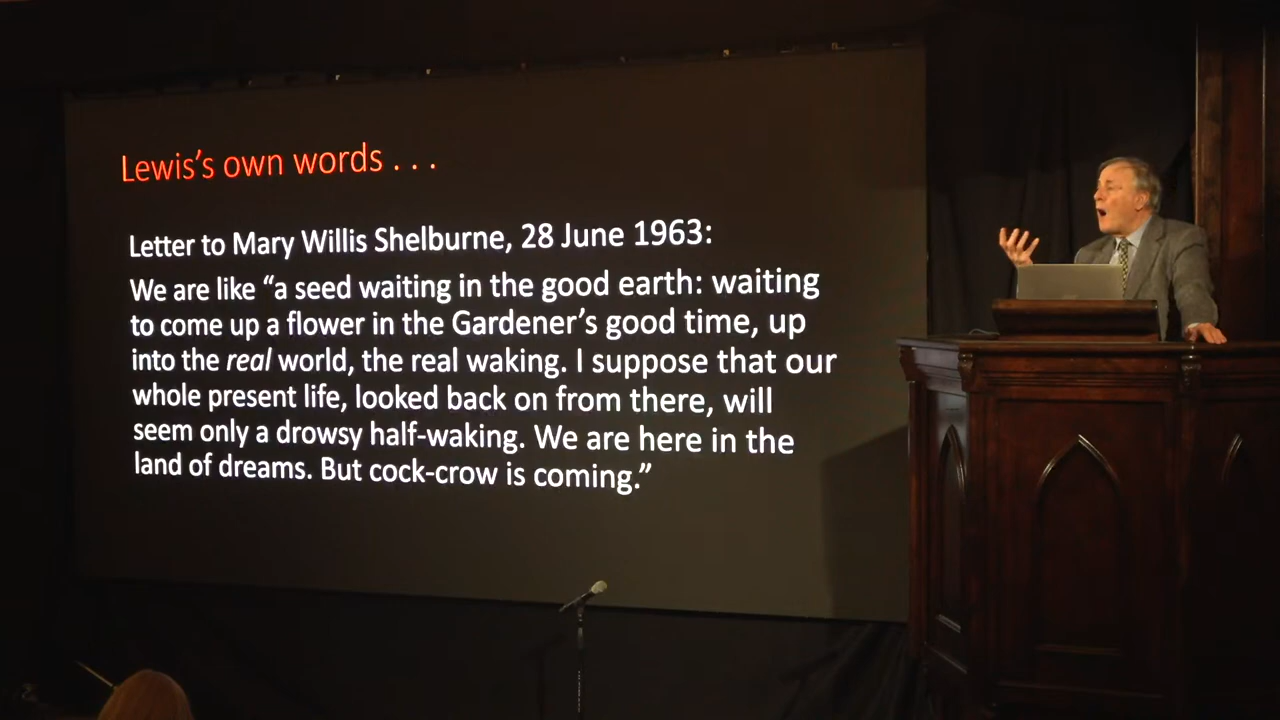 Lewis's own words . . .
Letter to Mary Willis Shelburne, 28 June 1963:
We are like “a seed waiting in the good earth: waiting
to come up a flower in the Gardener’s good time, up
into the real world, the real waking. I suppose that our
whole present life, looked back on from there, will
seem only a drowsy half-waking. We are here in the
land of dreams. But cock-crow is coming.”